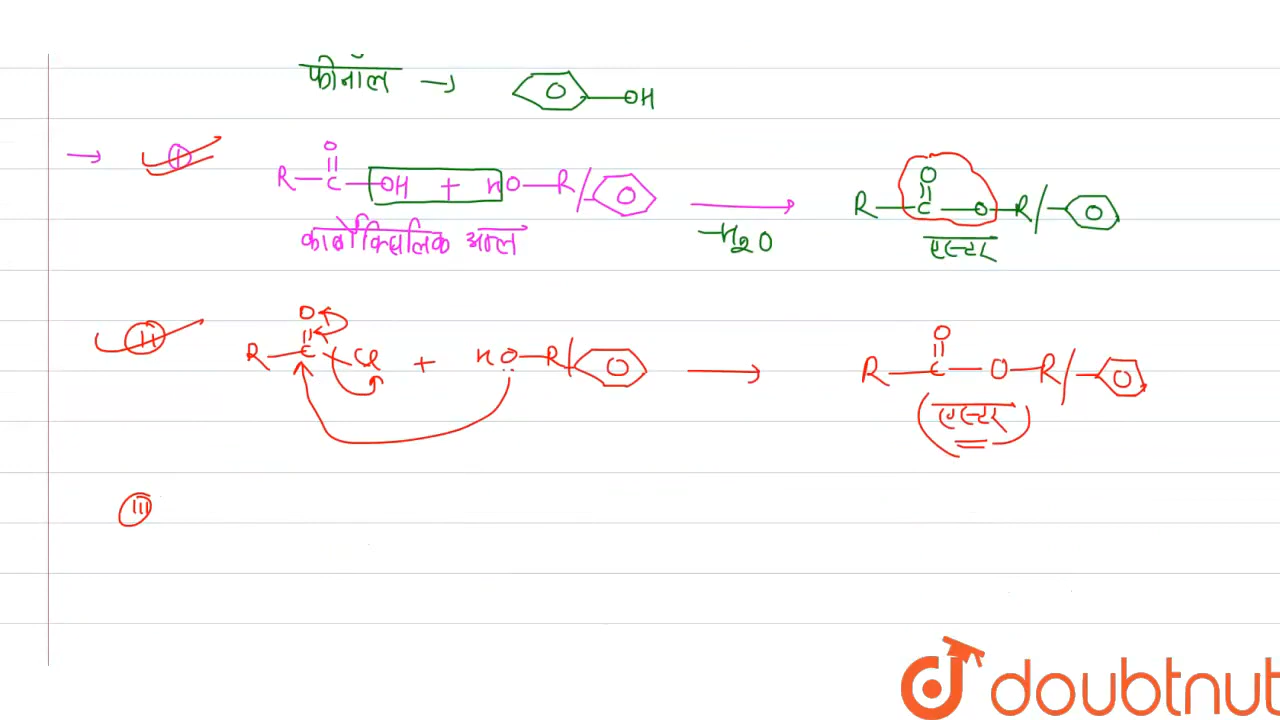 फीनॉल → OH
→ I R–C(=O)–OH + HO–R/ → R–C(=O)–O–R/
कार्बोक्सिलिक अम्ल –H2O एस्टर
II R–C(=O)–Cl + HO–R/ → R–C(=O)–O–R/
(एस्टर)
III
doubtnut